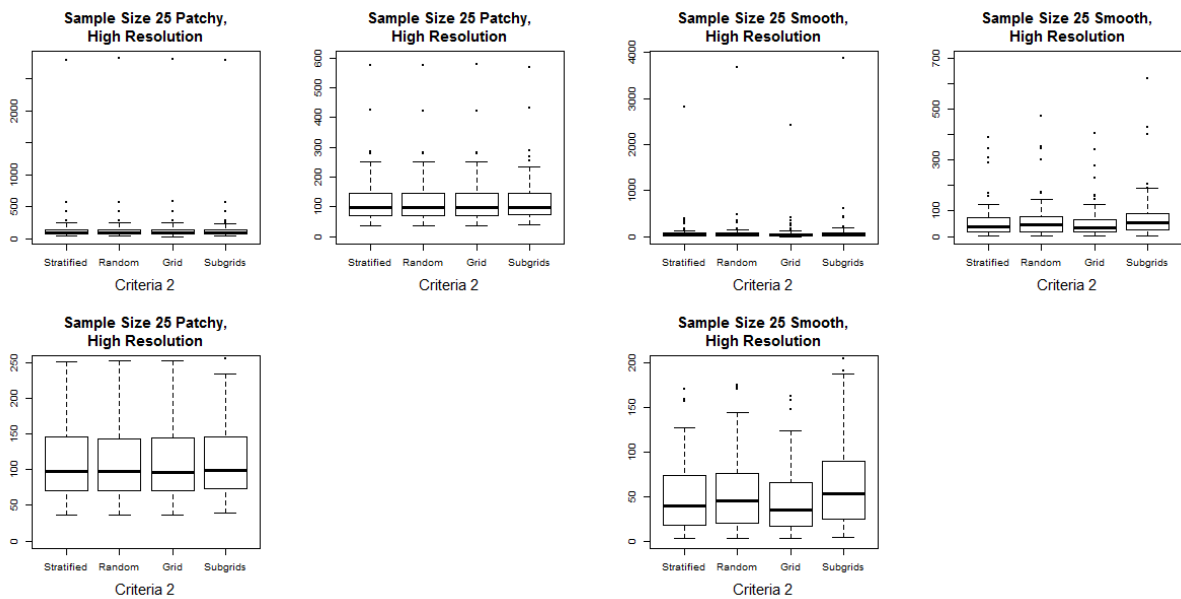 Sample Size 25 Patchy,
High Resolution
2000
1000
500
0
Stratified Random Grid Subgrids
Criteria 2
Sample Size 25 Patchy,
High Resolution
600
500
400
300
200
100
0
Stratified Random Grid Subgrids
Criteria 2
Sample Size 25 Smooth,
High Resolution
4000
3000
2000
1000
0
Stratified Random Grid Subgrids
Criteria 2
Sample Size 25 Smooth,
High Resolution
700
500
300
100
0
Stratified Random Grid Subgrids
Criteria 2
Sample Size 25 Patchy,
High Resolution
250
200
150
100
50
0
Stratified Random Grid Subgrids
Criteria 2
Sample Size 25 Smooth,
High Resolution
200
150
100
50
0
Stratified Random Grid Subgrids
Criteria 2